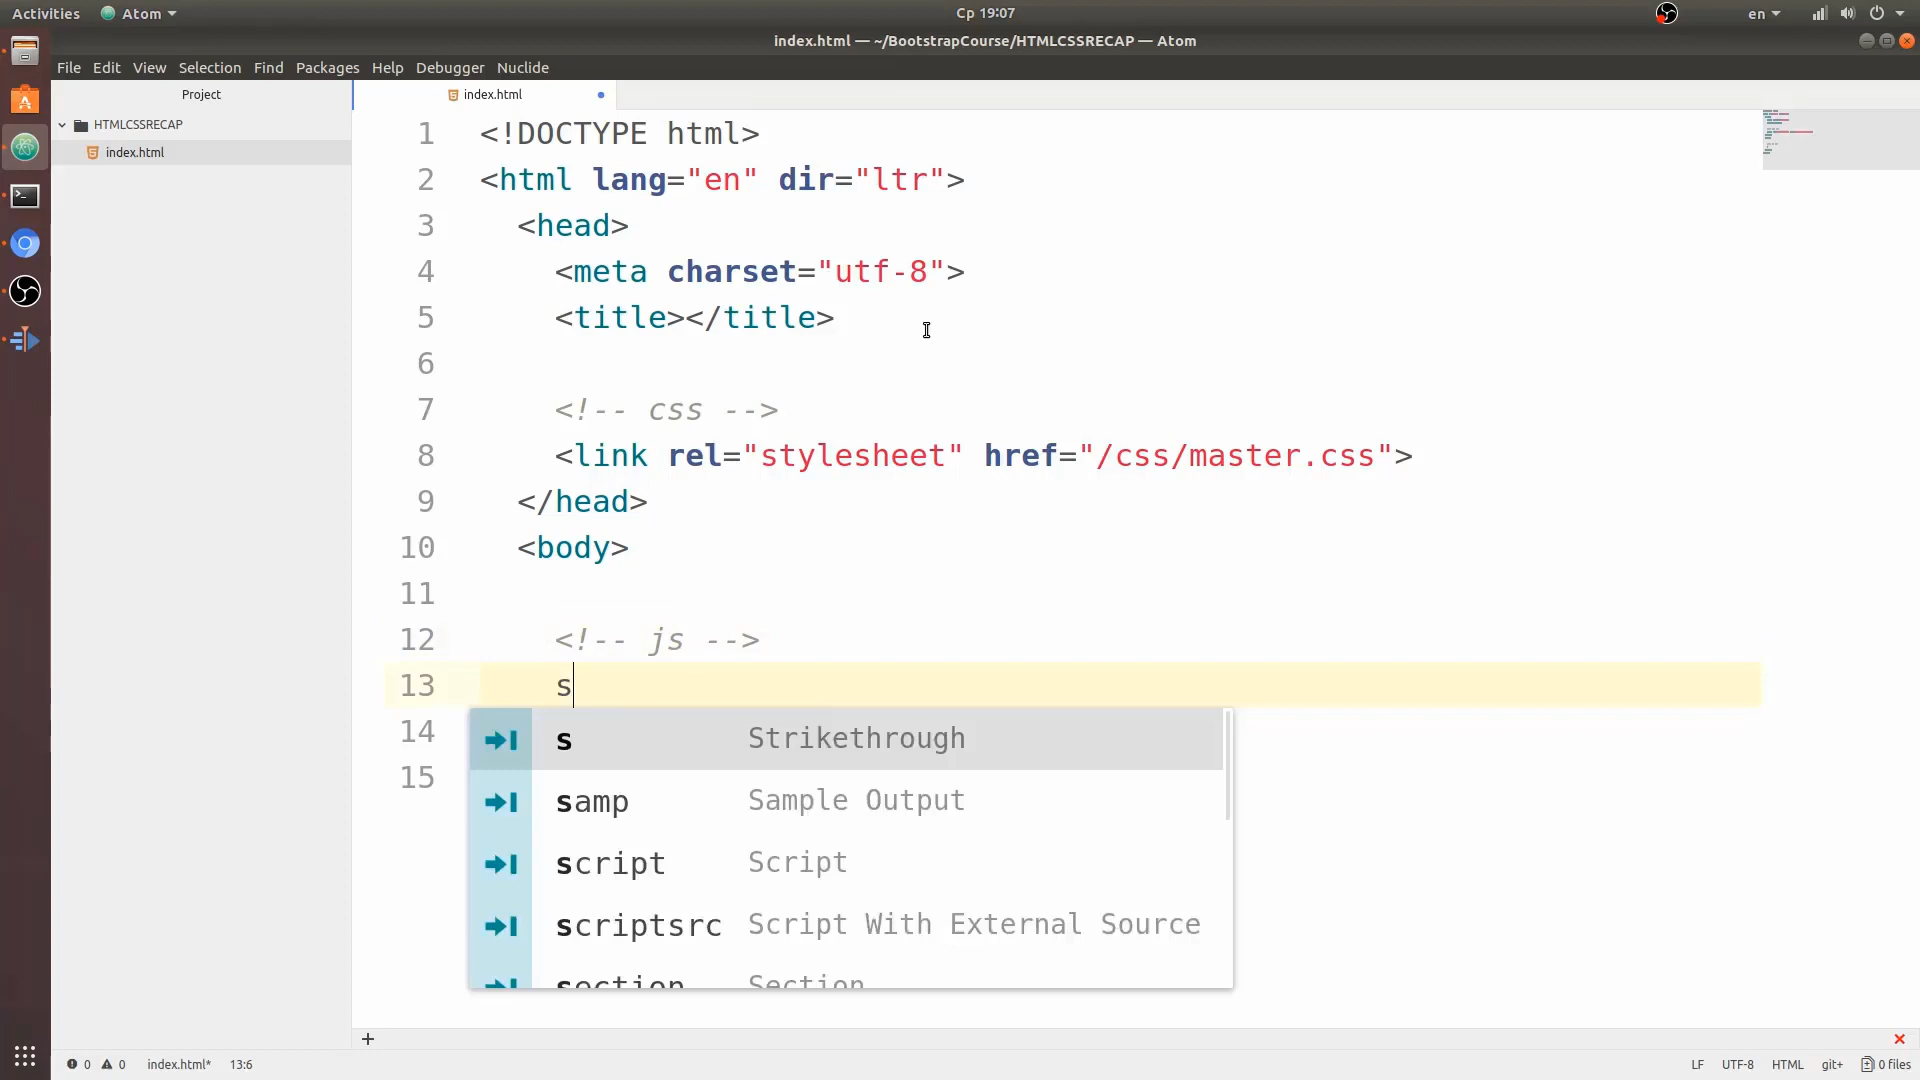 Activities Atom Ср 19:07 en
index.html — ~/BootstrapCourse/HTMLCSSRECAP — Atom
File Edit View Selection Find Packages Help Debugger Nuclide
Project
index.html
HTMLCSSRECAP
index.html
1 <!DOCTYPE html>
2 <html lang="en" dir="ltr">
3 <head>
4 <meta charset="utf-8">
5 <title></title>
6
7 <!-- css -->
8 <link rel="stylesheet" href="/css/master.css">
9 </head>
10 <body>
11
12 <!-- js -->
13 s
14
15
s Strikethrough
samp Sample Output
script Script
scriptsrc Script With External Source
section Section
+
0 0 index.html* 13:6 LF UTF-8 HTML git+ 0 files